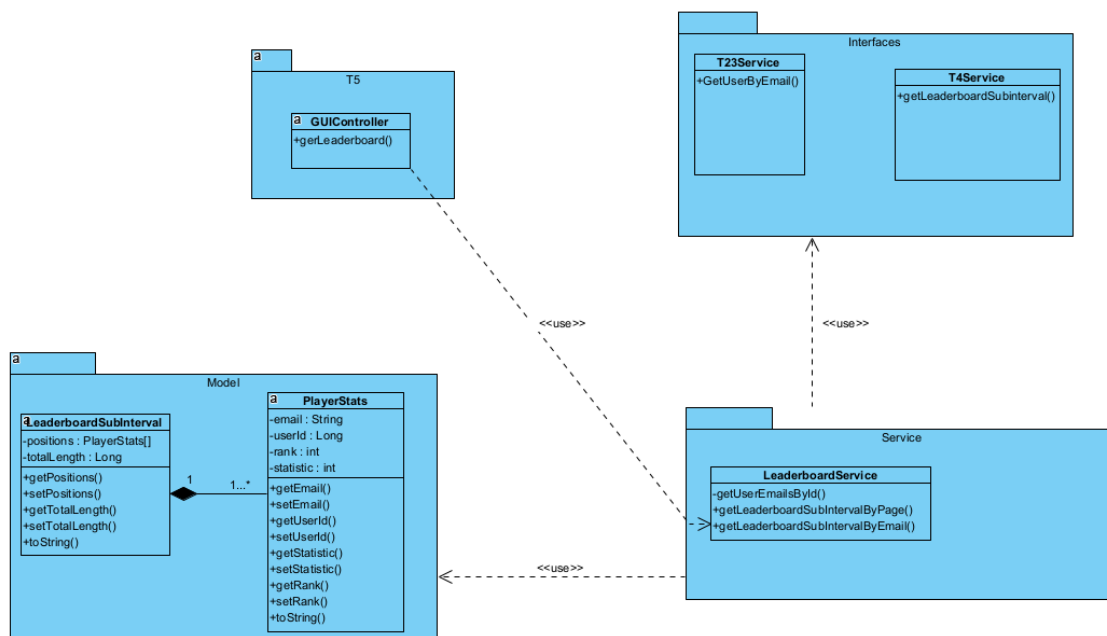 a
T5
a
GUIController
+gerLeaderboard()
Interfaces
T23Service
+GetUserByEmail()
T4Service
+getLeaderboardSubinterval()
<<use>>
<<use>>
a
Model
a
LeaderboardSubInterval
-positions : PlayerStats[]
-totalLength : Long
+getPositions()
+setPositions()
+getTotalLength()
+setTotalLength()
+toString()
1
1...*
a
PlayerStats
-email : String
-userId : Long
-rank : int
-statistic : int
+getEmail()
+setEmail()
+getUserId()
+setUserId()
+getStatistic()
+setStatistic()
+getRank()
+setRank()
+toString()
<<use>>
Service
LeaderboardService
-getUserEmailsById()
+getLeaderboardSubIntervalByPage()
+getLeaderboardSubIntervalByEmail()